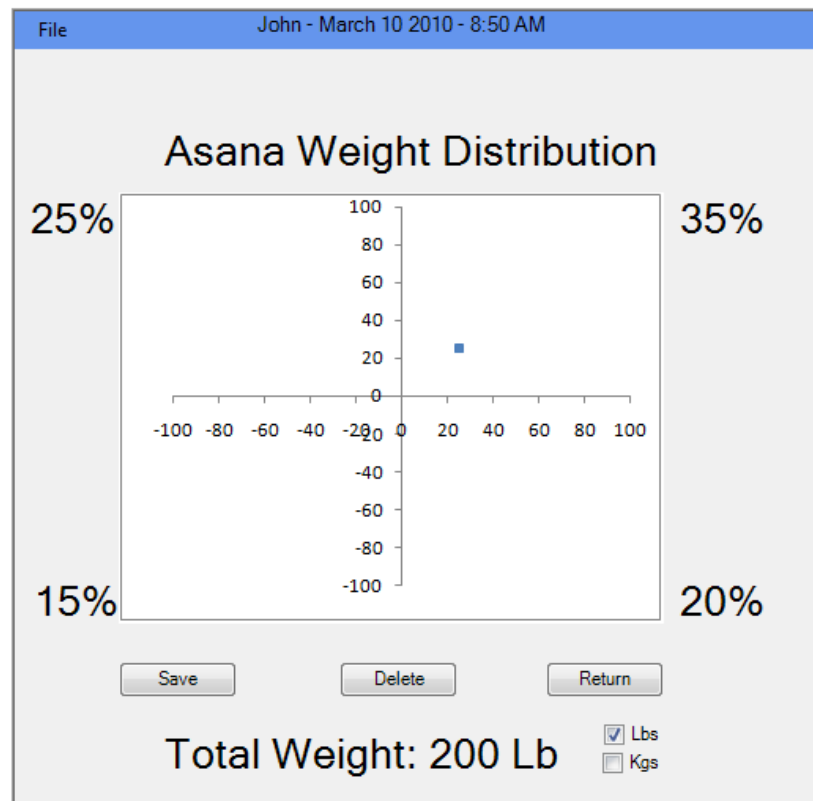 File
John - March 10 2010 - 8:50 AM
Asana Weight Distribution
25%
35%
100
80
60
40
20
0
-100 -80 -60 -40 -20 0 20 40 60 80 100
-20
-40
-60
-80
-100
15%
20%
Save Delete Return
Total Weight: 200 Lb
Lbs
Kgs